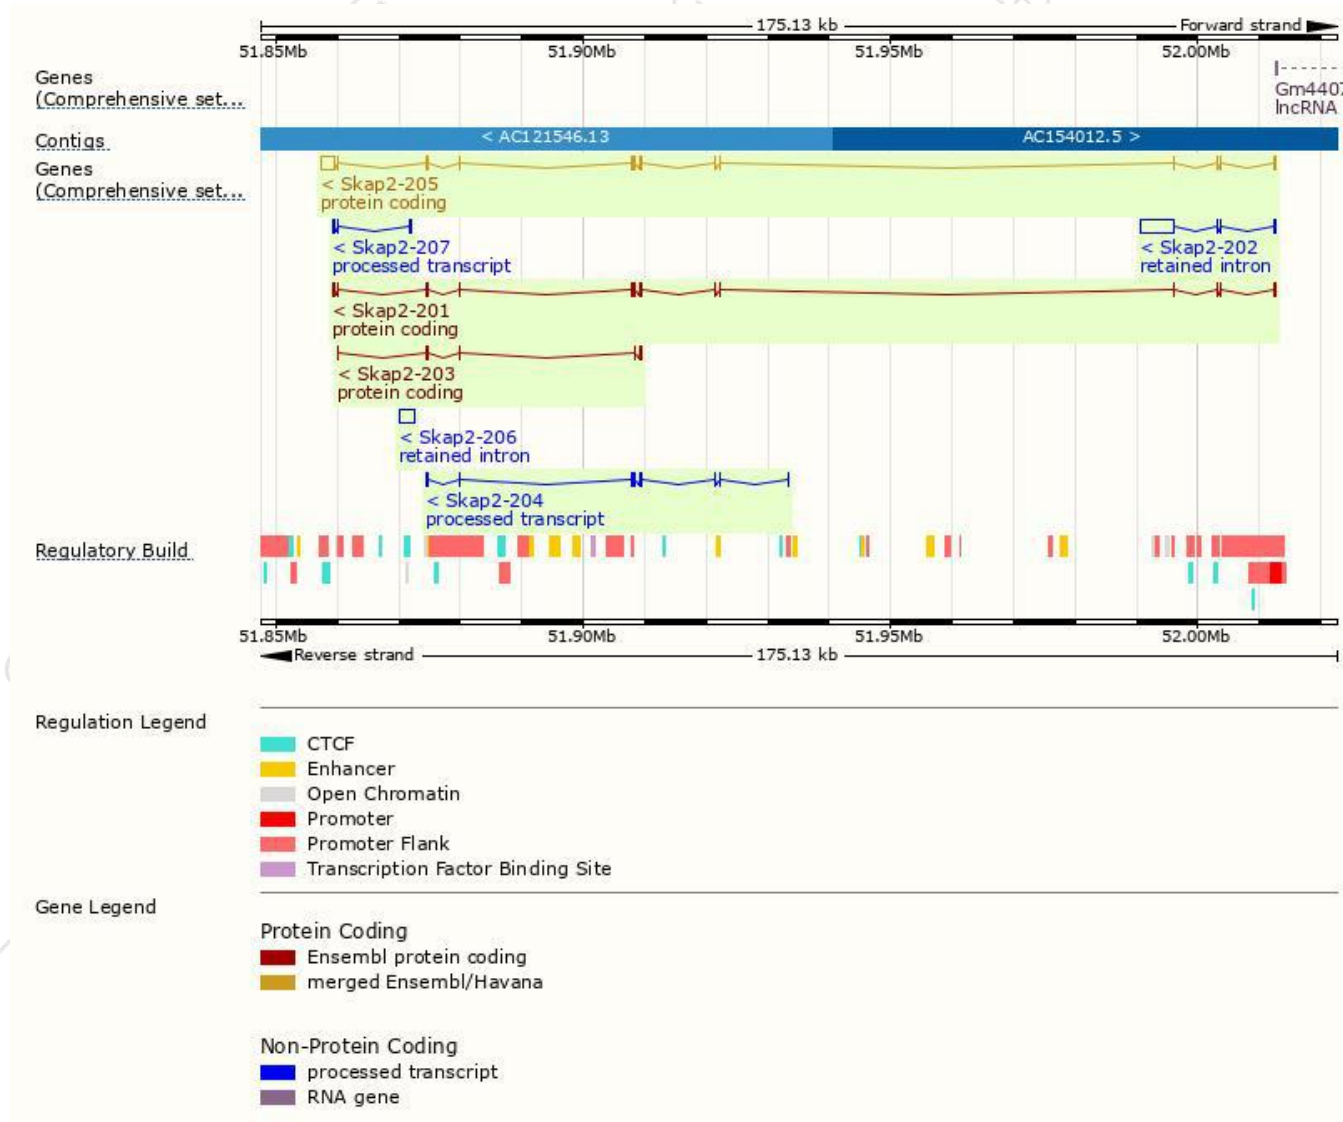 175.13 kb Forward strand
51.85Mb 51.90Mb 51.95Mb 52.00Mb
Genes
(Comprehensive set...
Gm4407
lncRNA
Contigs < AC121546.13 AC154012.5 >
Genes
(Comprehensive set...
< Skap2-205
protein coding
< Skap2-207 < Skap2-202
processed transcript retained intron
< Skap2-201
protein coding
< Skap2-203
protein coding
< Skap2-206
retained intron
< Skap2-204
processed transcript
Regulatory Build
51.85Mb 51.90Mb 51.95Mb 52.00Mb
Reverse strand 175.13 kb
Regulation Legend
CTCF
Enhancer
Open Chromatin
Promoter
Promoter Flank
Transcription Factor Binding Site
Gene Legend
Protein Coding
Ensembl protein coding
merged Ensembl/Havana
Non-Protein Coding
processed transcript
RNA gene